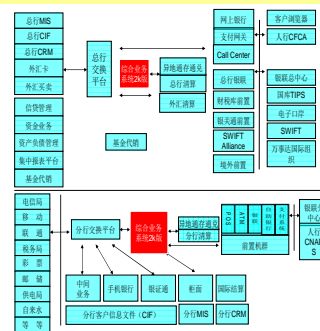 总行MIS
总行CIF
总行CRM
外汇卡
外汇买卖
信贷管理
资金业务
资产负债管理
集中报表平台
基金代销
总行
交换
平台
综合业务
系统2k版
异地通存通兑
总行清算
外汇清算
基金代销
网上银行
支付网关
Call Center
总行银联
财税库前置
银关通前置
SWIFT
Alliance
境外前置
客户浏览器
人行CFCA
银联总中心
国库TIPS
电子口岸
SWIFT
万事达国际组
织
电信局
移 动
联 通
税务局
彩 票
邮 储
供电局
自来水
等 等
分行交换平台
综合业务
系统2k版
异地通存通兑
分行清算
POS
ATM
银联
自助银行
支付系统
前置机群
银联分
中心
人行
CNAP
S
中间
业务
手机银行
银证通
柜面
国际结算
分行客户信息文件（CIF）
分行MIS
分行CRM